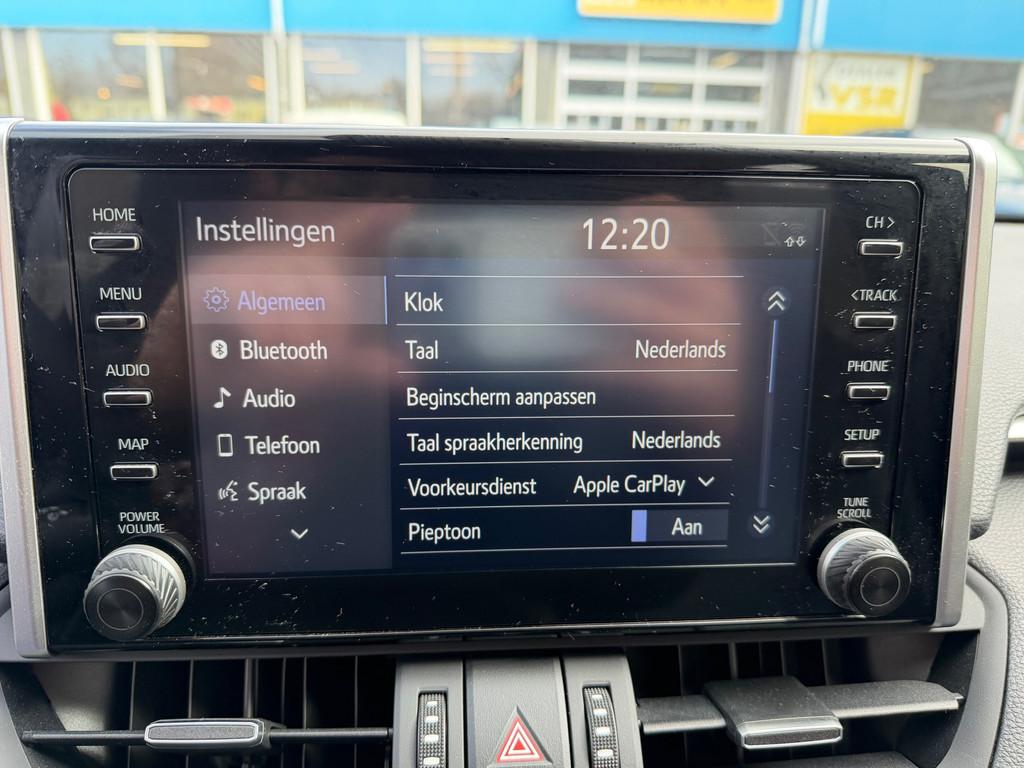 VSR
HOME
MENU
AUDIO
MAP
POWER
VOLUME
Instellingen
12:20
Algemeen
Bluetooth
Audio
Telefoon
Spraak
Klok
Taal Nederlands
Beginscherm aanpassen
Taal spraakherkenning Nederlands
Voorkeursdienst Apple CarPlay
Pieptoon Aan
CH >
< TRACK
PHONE
SETUP
TUNE
SCROLL